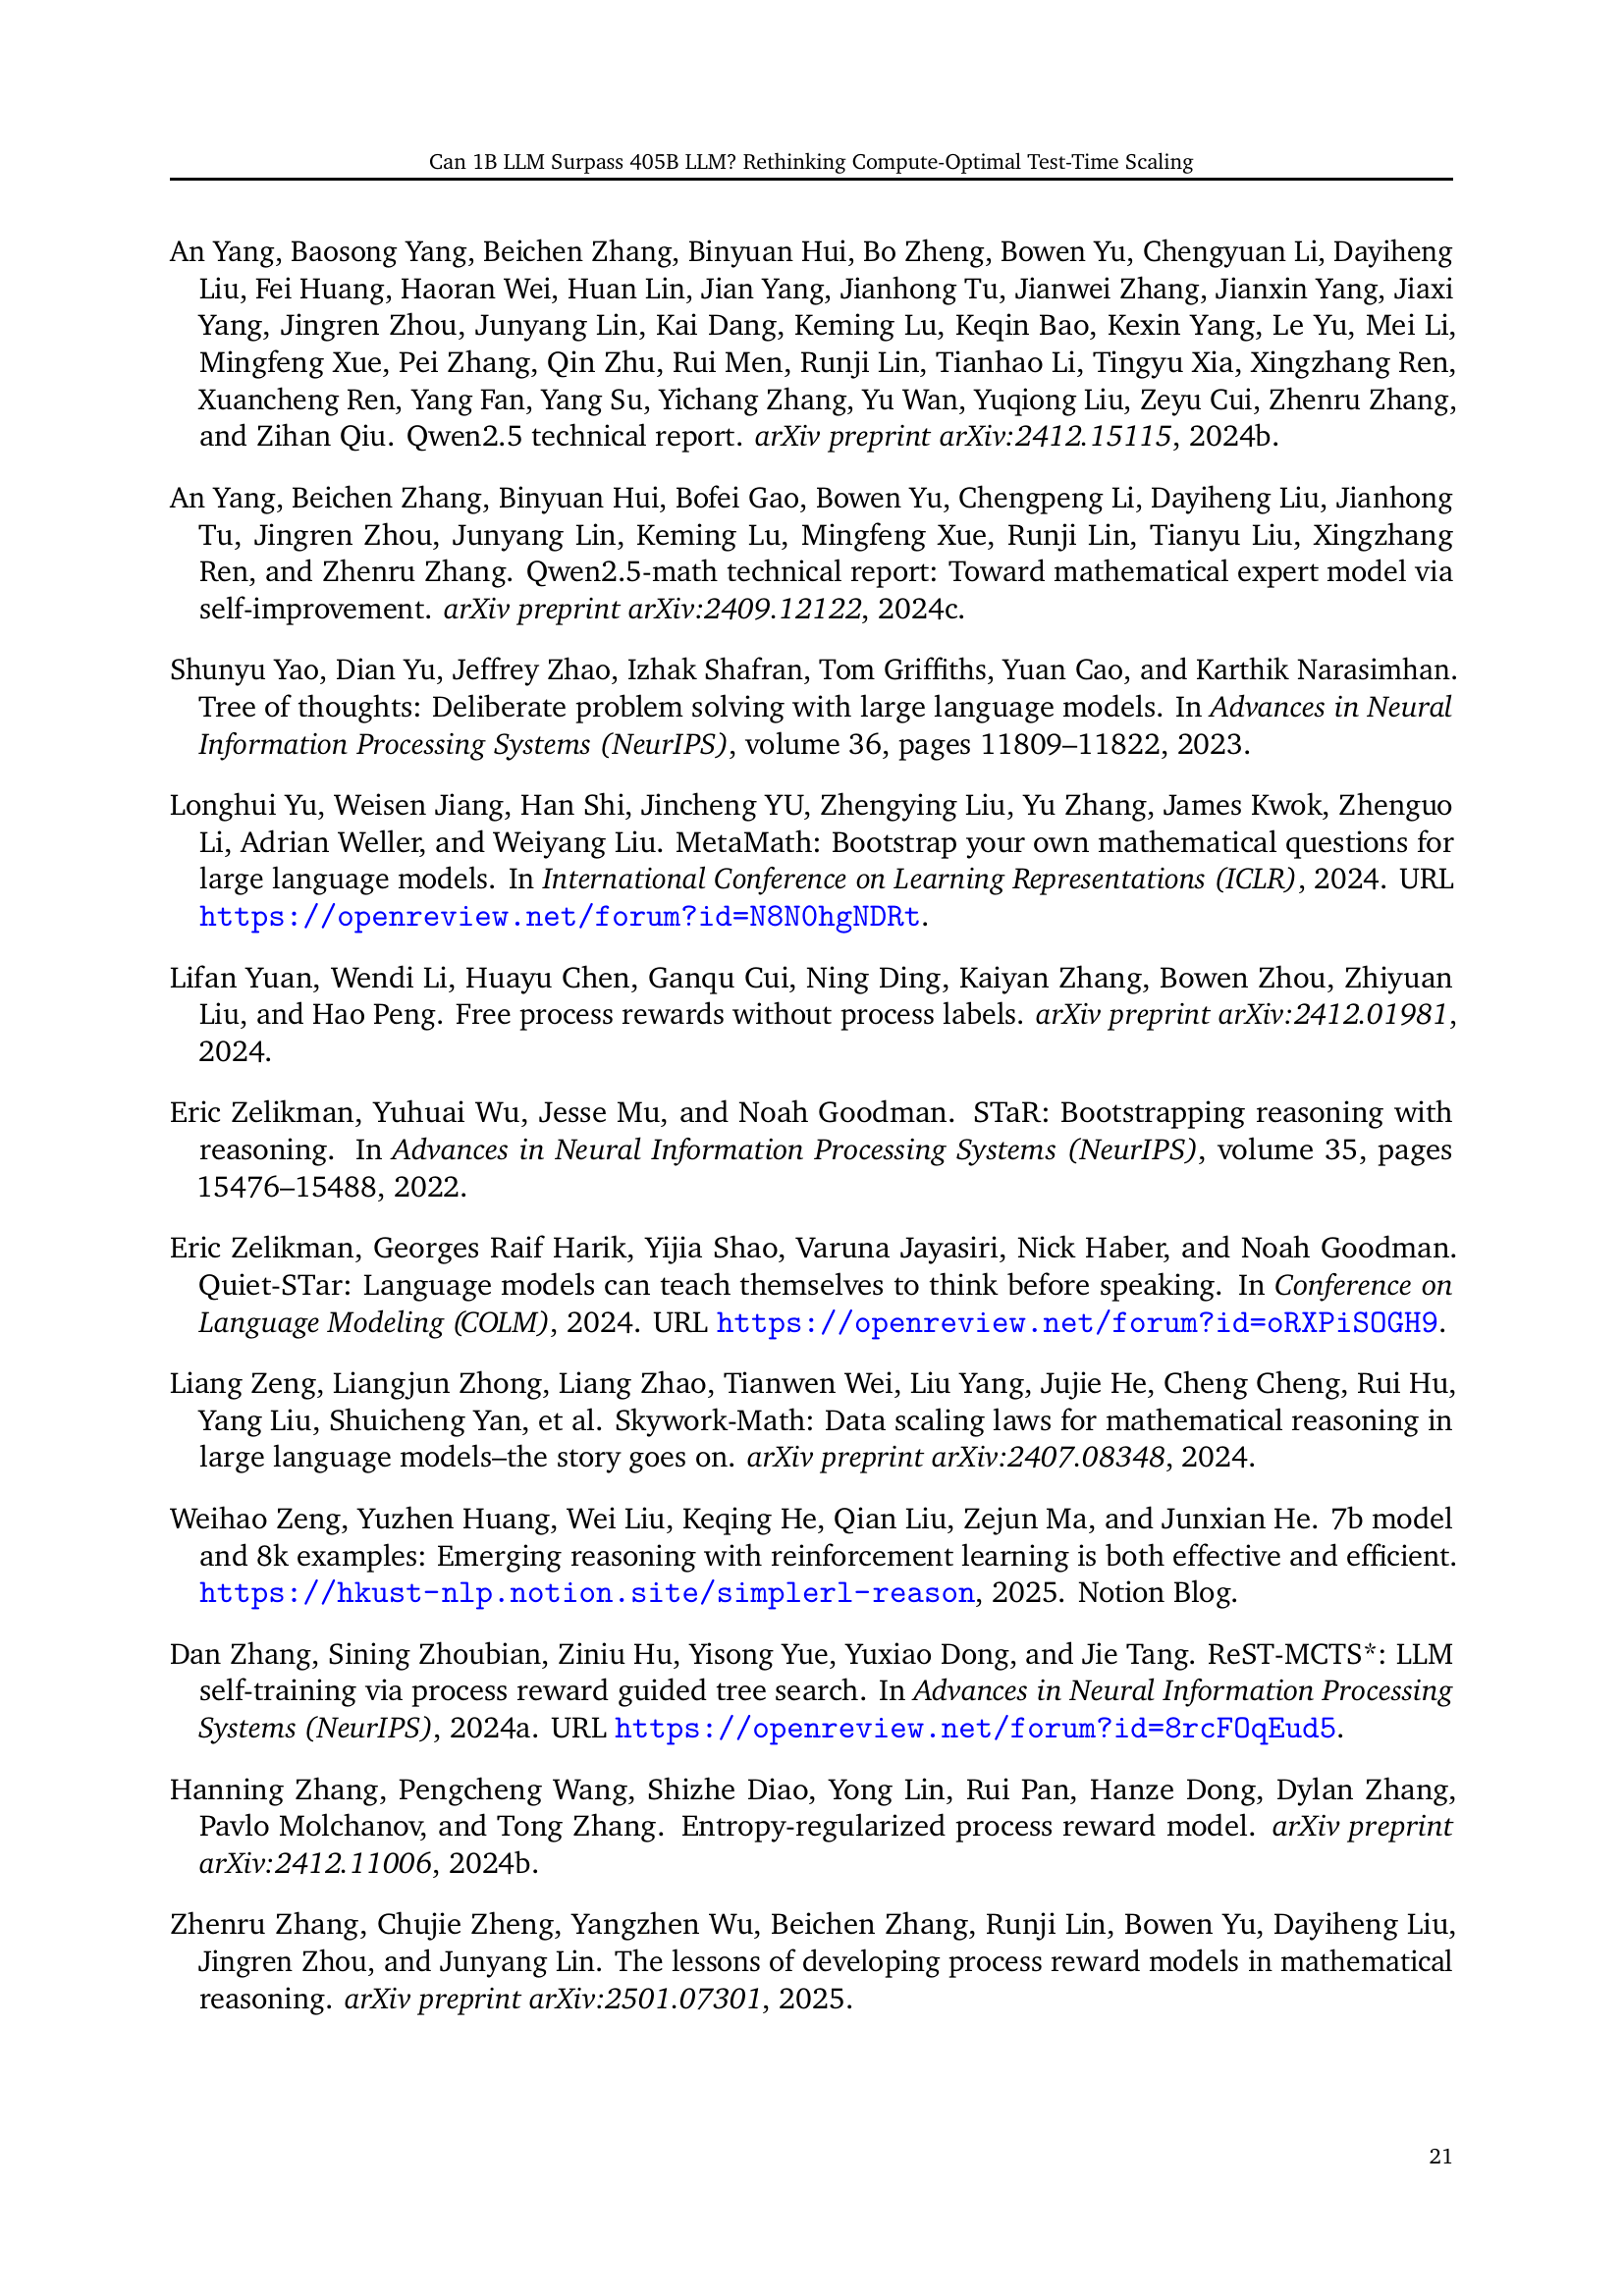 Can 1B LLM Surpass 405B LLM? Rethinking Compute-Optimal Test-Time Scaling
An Yang, Baosong Yang, Beichen Zhang, Binyuan Hui, Bo Zheng, Bowen Yu, Chengyuan Li, Dayiheng
Liu, Fei Huang, Haoran Wei, Huan Lin, Jian Yang, Jianhong Tu, Jianwei Zhang, Jianxin Yang, Jiaxi
Yang, Jingren Zhou, Junyang Lin, Kai Dang, Keming Lu, Keqin Bao, Kexin Yang, Le Yu, Mei Li,
Mingfeng Xue, Pei Zhang, Qin Zhu, Rui Men, Runji Lin, Tianhao Li, Tingyu Xia, Xingzhang Ren,
Xuancheng Ren, Yang Fan, Yang Su, Yichang Zhang, Yu Wan, Yuqiong Liu, Zeyu Cui, Zhenru Zhang,
and Zihan Qiu. Qwen2.5 technical report. arXiv preprint arXiv:2412.15115, 2024b.
An Yang, Beichen Zhang, Binyuan Hui, Bofei Gao, Bowen Yu, Chengpeng Li, Dayiheng Liu, Jianhong
Tu, Jingren Zhou, Junyang Lin, Keming Lu, Mingfeng Xue, Runji Lin, Tianyu Liu, Xingzhang
Ren, and Zhenru Zhang. Qwen2.5-math technical report: Toward mathematical expert model via
self-improvement. arXiv preprint arXiv:2409.12122, 2024c.
Shunyu Yao, Dian Yu, Jeffrey Zhao, Izhak Shafran, Tom Griffiths, Yuan Cao, and Karthik Narasimhan.
Tree of thoughts: Deliberate problem solving with large language models. In Advances in Neural
Information Processing Systems (NeurIPS), volume 36, pages 11809–11822, 2023.
Longhui Yu, Weisen Jiang, Han Shi, Jincheng YU, Zhengying Liu, Yu Zhang, James Kwok, Zhenguo
Li, Adrian Weller, and Weiyang Liu. MetaMath: Bootstrap your own mathematical questions for
large language models. In International Conference on Learning Representations (ICLR), 2024. URL
https://openreview.net/forum?id=N8N0hgNDRt.
Lifan Yuan, Wendi Li, Huayu Chen, Ganqu Cui, Ning Ding, Kaiyan Zhang, Bowen Zhou, Zhiyuan
Liu, and Hao Peng. Free process rewards without process labels. arXiv preprint arXiv:2412.01981,
2024.
Eric Zelikman, Yuhuai Wu, Jesse Mu, and Noah Goodman. STaR: Bootstrapping reasoning with
reasoning. In Advances in Neural Information Processing Systems (NeurIPS), volume 35, pages
15476–15488, 2022.
Eric Zelikman, Georges Raif Harik, Yijia Shao, Varuna Jayasiri, Nick Haber, and Noah Goodman.
Quiet-STar: Language models can teach themselves to think before speaking. In Conference on
Language Modeling (COLM), 2024. URL https://openreview.net/forum?id=oRXPiSOGH9.
Liang Zeng, Liangjun Zhong, Liang Zhao, Tianwen Wei, Liu Yang, Jujie He, Cheng Cheng, Rui Hu,
Yang Liu, Shuicheng Yan, et al. Skywork-Math: Data scaling laws for mathematical reasoning in
large language models–the story goes on. arXiv preprint arXiv:2407.08348, 2024.
Weihao Zeng, Yuzhen Huang, Wei Liu, Keqing He, Qian Liu, Zejun Ma, and Junxian He. 7b model
and 8k examples: Emerging reasoning with reinforcement learning is both effective and efficient.
https://hkust-nlp.notion.site/simplerl-reason, 2025. Notion Blog.
Dan Zhang, Sining Zhoubian, Ziniu Hu, Yisong Yue, Yuxiao Dong, and Jie Tang. ReST-MCTS*: LLM
self-training via process reward guided tree search. In Advances in Neural Information Processing
Systems (NeurIPS), 2024a. URL https://openreview.net/forum?id=8rcFOqEud5.
Hanning Zhang, Pengcheng Wang, Shizhe Diao, Yong Lin, Rui Pan, Hanze Dong, Dylan Zhang,
Pavlo Molchanov, and Tong Zhang. Entropy-regularized process reward model. arXiv preprint
arXiv:2412.11006, 2024b.
Zhenru Zhang, Chujie Zheng, Yangzhen Wu, Beichen Zhang, Runji Lin, Bowen Yu, Dayiheng Liu,
Jingren Zhou, and Junyang Lin. The lessons of developing process reward models in mathematical
reasoning. arXiv preprint arXiv:2501.07301, 2025.
21